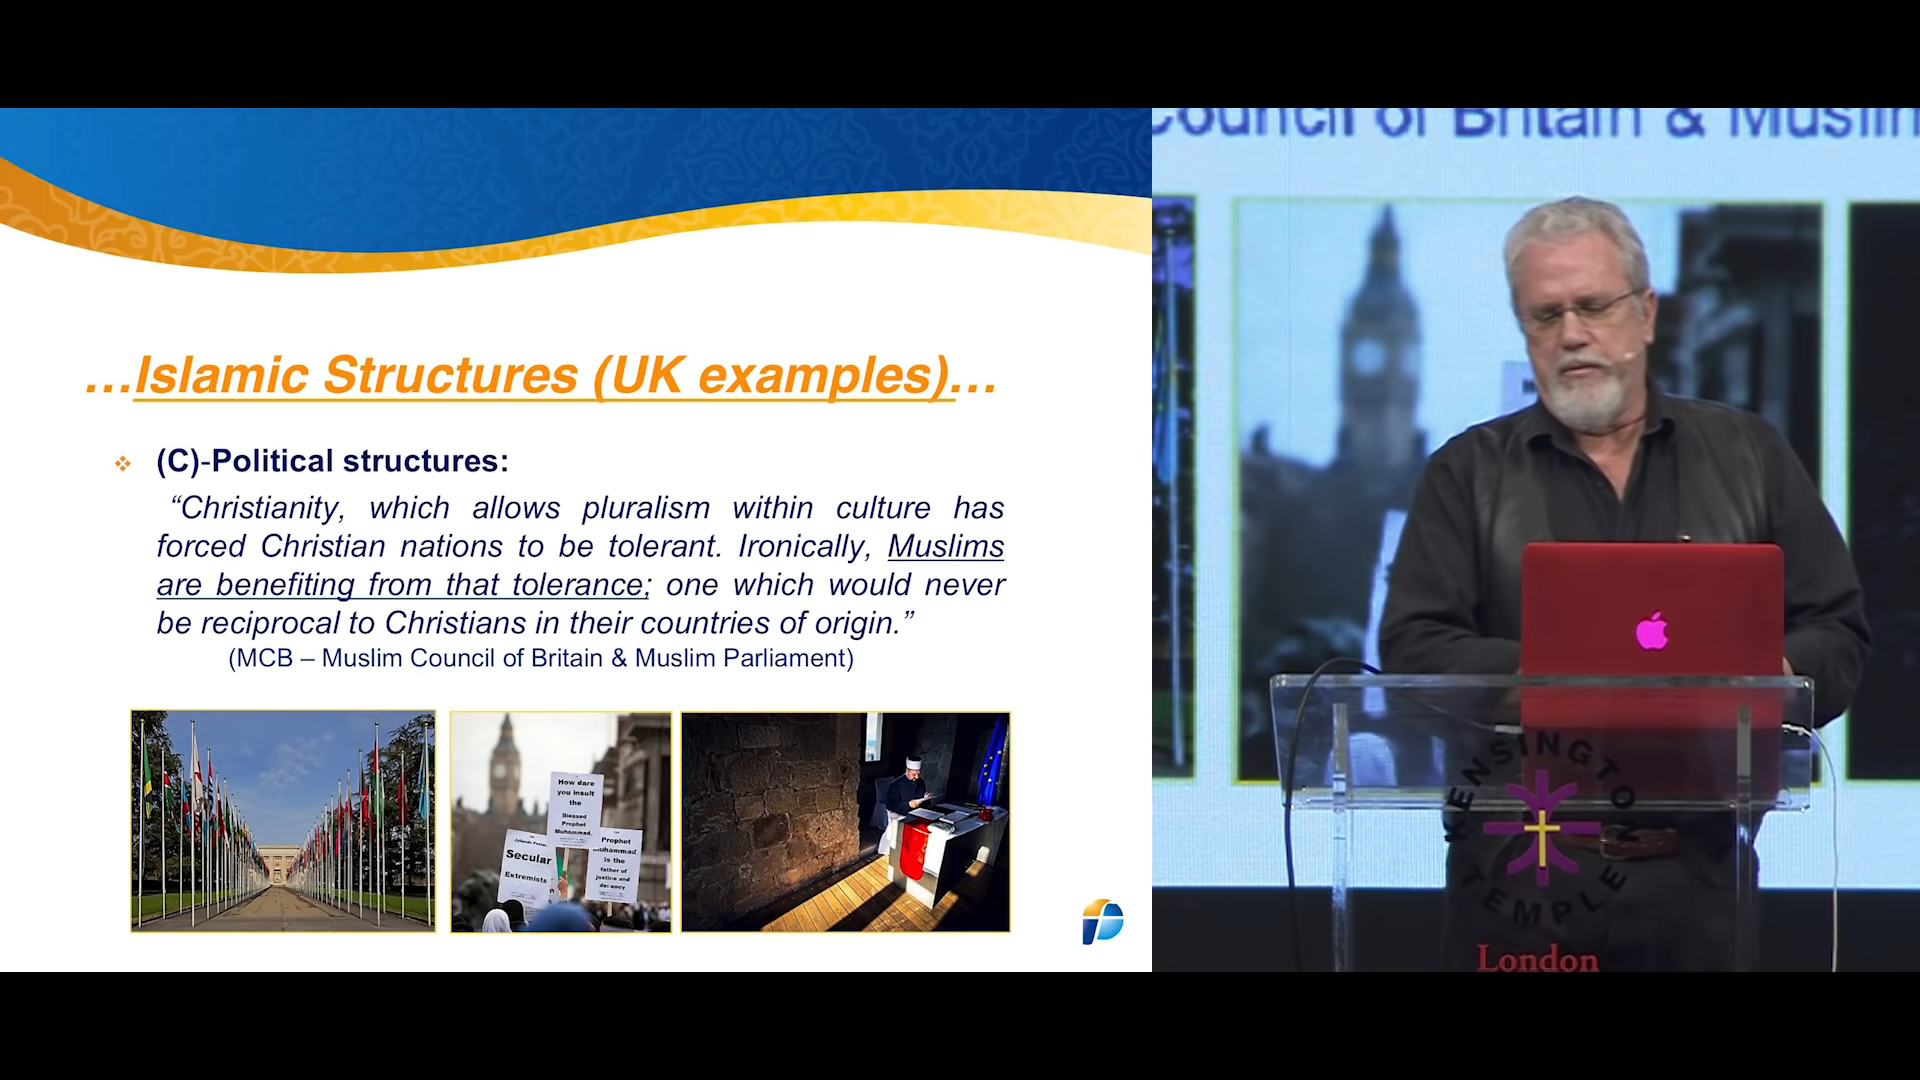 …Islamic Structures (UK examples)…
❖ (C)-Political structures:
“Christianity, which allows pluralism within culture has
forced Christian nations to be tolerant. Ironically, Muslims
are benefiting from that tolerance; one which would never
be reciprocal to Christians in their countries of origin.”
(MCB – Muslim Council of Britain & Muslim Parliament)
How dare
you insult
the
Blessed
Prophet
Muhammad.
Secular
Extremists
Prophet
Muhammad.
is the
father of
justice and
decency
Council of Britain & Muslim
KENSINGTON
TEMPLE
London